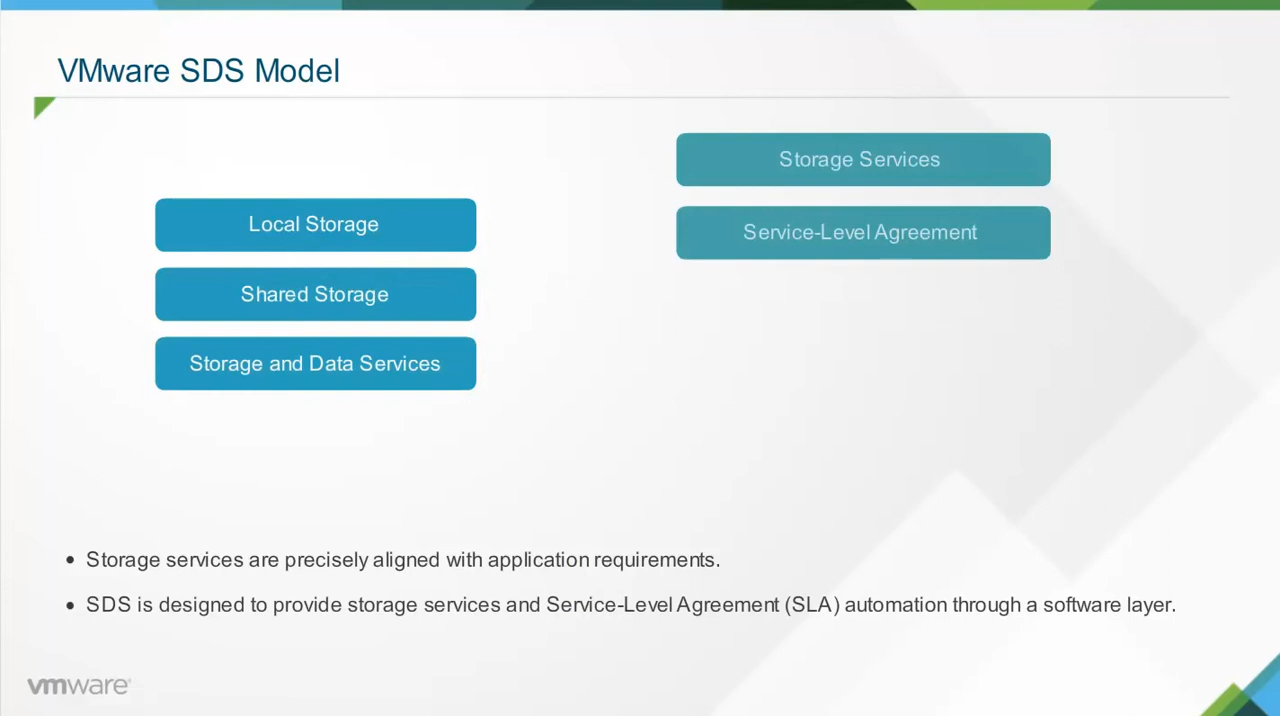 VMware SDS Model
Local Storage
Shared Storage
Storage and Data Services
Storage Services
Service-Level Agreement
• Storage services are precisely aligned with application requirements.
• SDS is designed to provide storage services and Service-Level Agreement (SLA) automation through a software layer.
vmware®